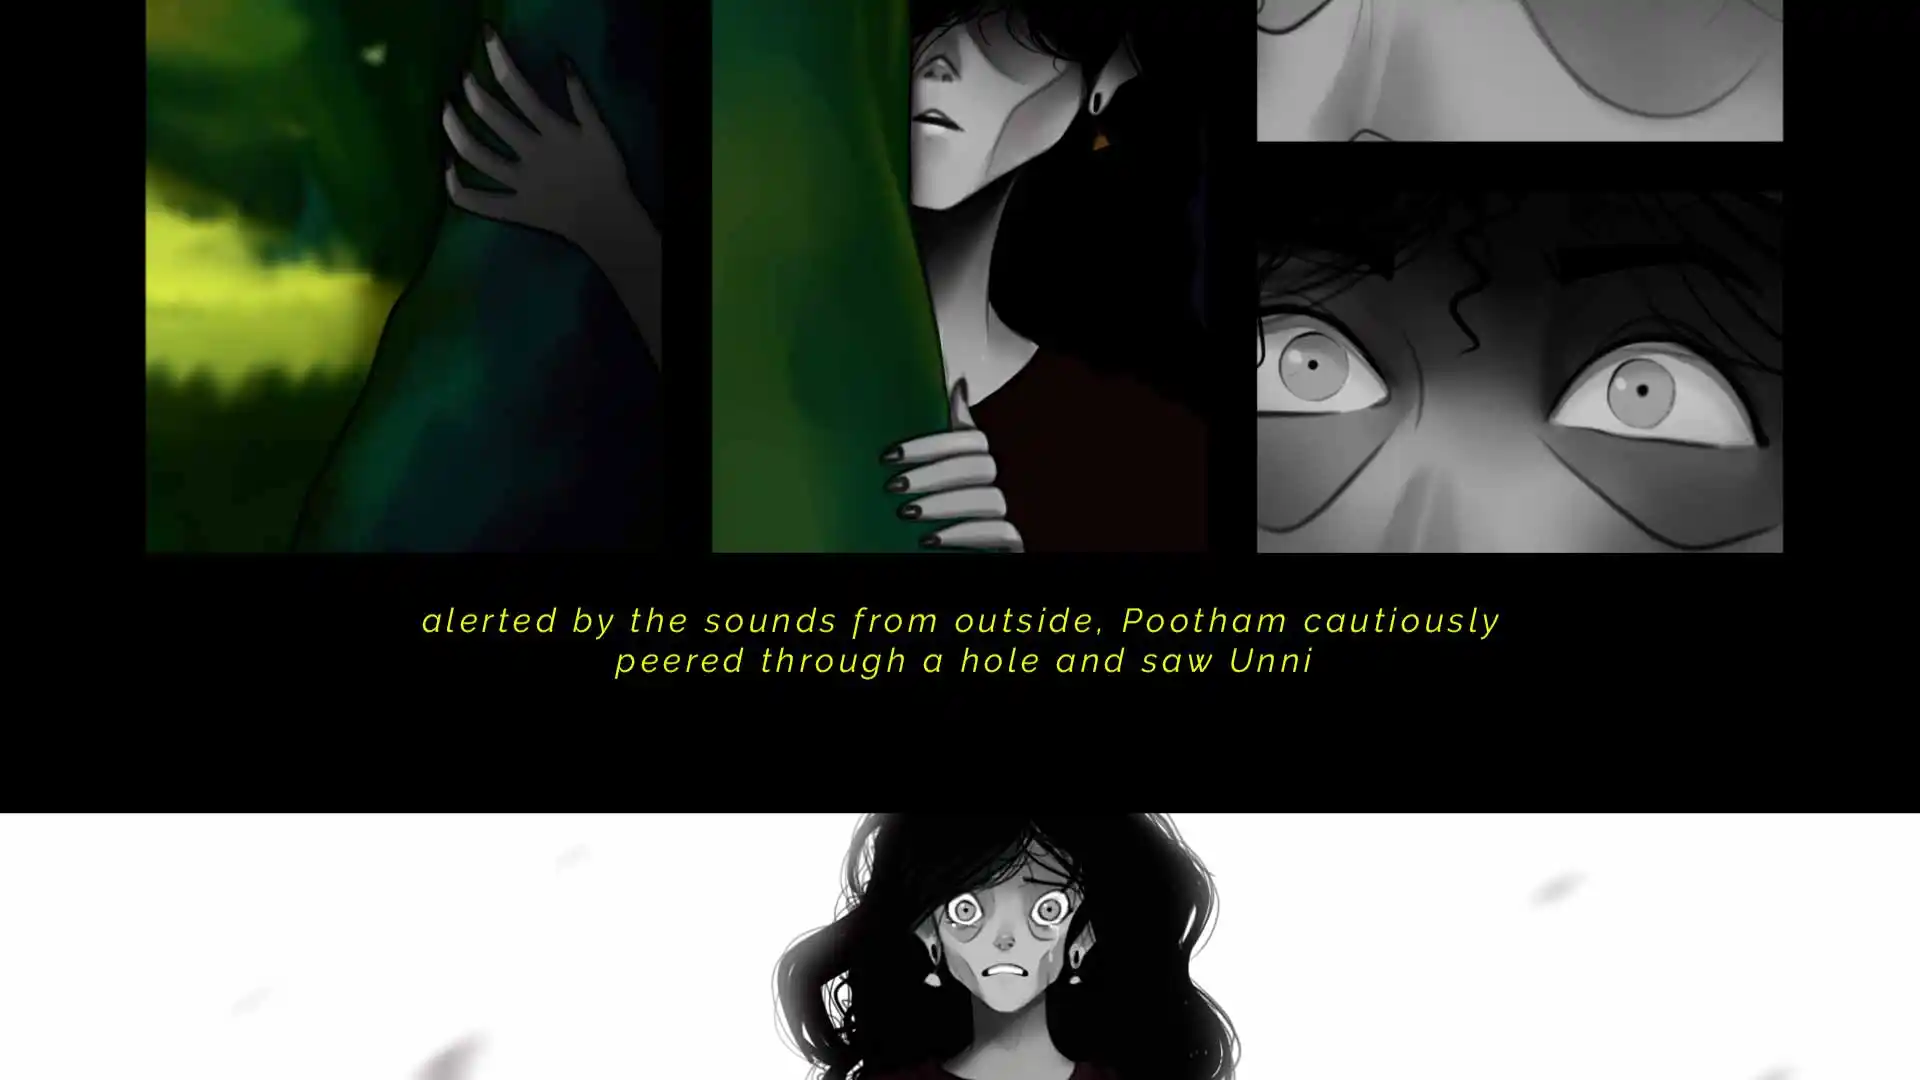 alerted by the sounds from outside, Pootham cautiously
peered through a hole and saw Unni